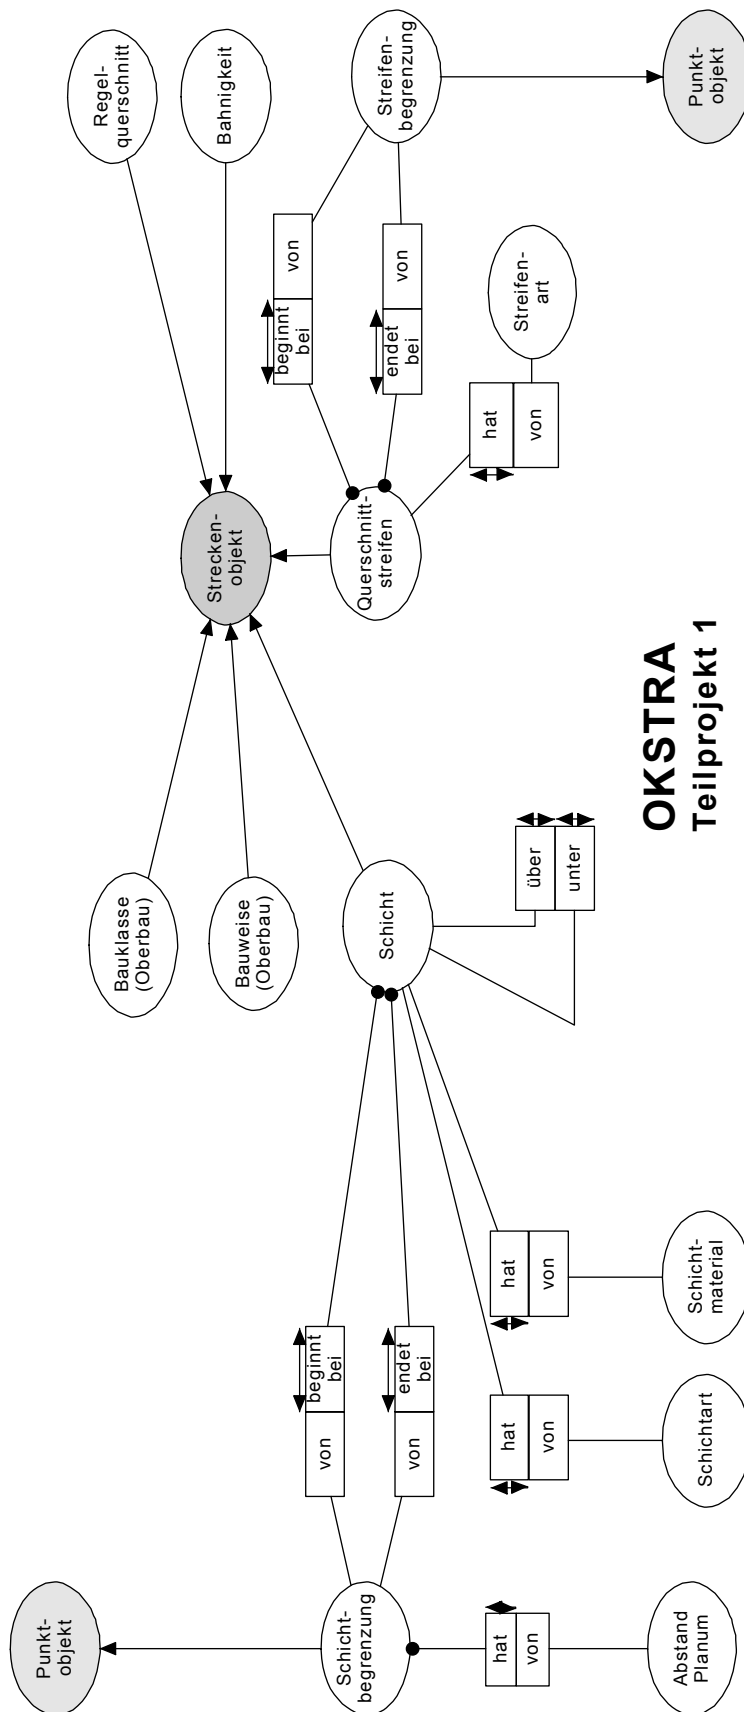 Punkt-
objekt
Schicht-
begrenzung
hat
von
Abstand
Planum
von
beginnt
bei
von
endet
bei
hat
von
Schichtart
hat
von
Schicht-
material
Bauklasse
(Oberbau)
Bauweise
(Oberbau)
Schicht
über
unter
OKSTRA
Teilprojekt 1
Strecken-
objekt
Querschnitt-
streifen
Regel-
querschnitt
Bahnigkeit
beginnt
bei
von
endet
bei
von
hat
von
Streifen-
art
Streifen-
begrenzung
Punkt-
objekt